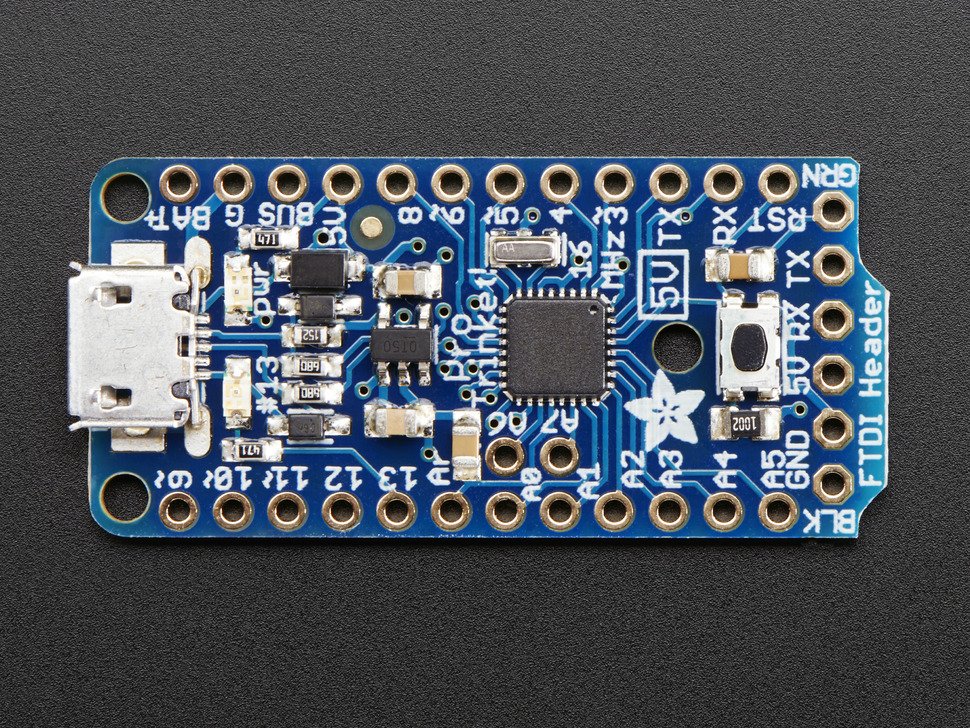 BAT+
G
BUS
5V
8
~6
~5
4
~3
TX
RX
RST
GRN
471
pwr
152
680
680
#13
471
Pro
Trinket!
AA
16
MHz
5V
1002
TX
RX
5V
GND
FTDI Header
A6
A7
~9
~10
~11
12
13
Ar
A0
A1
A2
A3
A4
A5
BLK